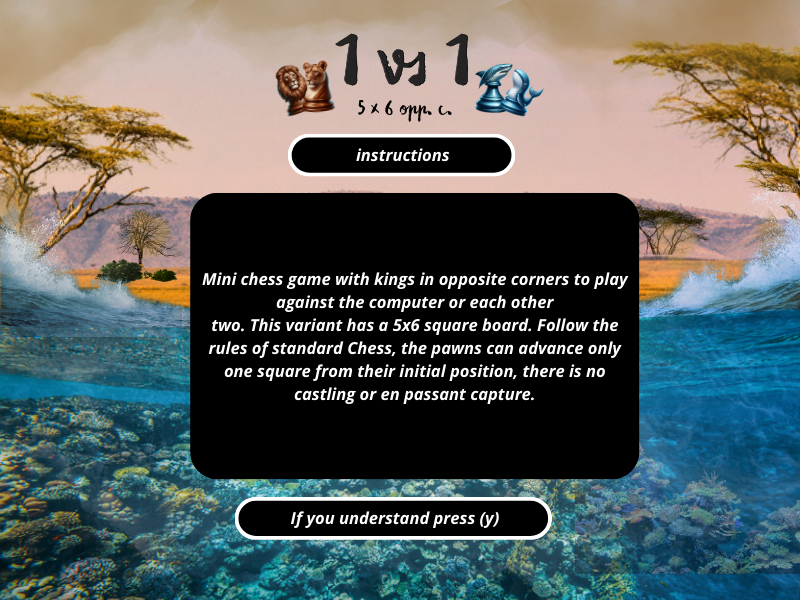 1 vs 1
5 x 6 opp. c.
instructions
Mini chess game with kings in opposite corners to play
against the computer or each other
two. This variant has a 5x6 square board. Follow the
rules of standard Chess, the pawns can advance only
one square from their initial position, there is no
castling or en passant capture.
If you understand press (y)